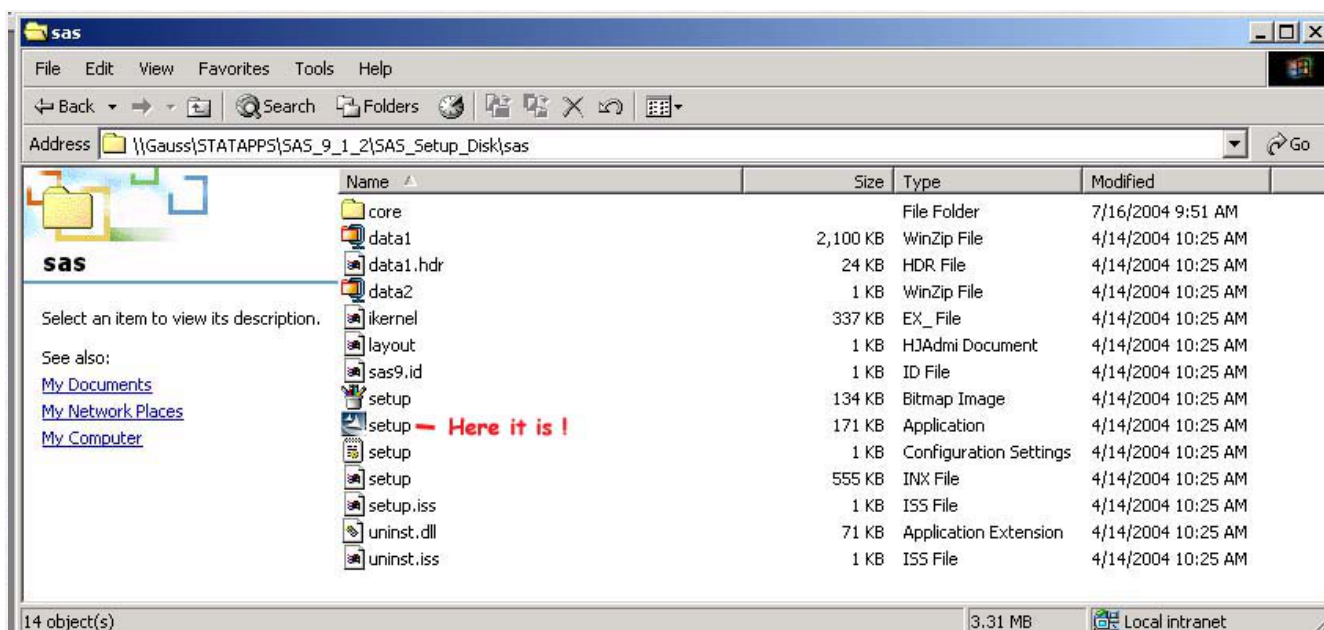 sas
File Edit View Favorites Tools Help
Back Search Folders
Address \\Gauss\STATAPPS\SAS_9_1_2\SAS_Setup_Disk\sas Go
Name Size Type Modified
core File Folder 7/16/2004 9:51 AM
data1 2,100 KB WinZip File 4/14/2004 10:25 AM
data1.hdr 24 KB HDR File 4/14/2004 10:25 AM
data2 1 KB WinZip File 4/14/2004 10:25 AM
ikernel 337 KB EX_ File 4/14/2004 10:25 AM
layout 1 KB HJAdmi Document 4/14/2004 10:25 AM
sas9.id 1 KB ID File 4/14/2004 10:25 AM
setup 134 KB Bitmap Image 4/14/2004 10:25 AM
setup – Here it is ! 171 KB Application 4/14/2004 10:25 AM
setup 1 KB Configuration Settings 4/14/2004 10:25 AM
setup 555 KB INX File 4/14/2004 10:25 AM
setup.iss 1 KB ISS File 4/14/2004 10:25 AM
uninst.dll 71 KB Application Extension 4/14/2004 10:25 AM
uninst.iss 1 KB ISS File 4/14/2004 10:25 AM
sas
Select an item to view its description.
See also:
My Documents
My Network Places
My Computer
14 object(s) 3.31 MB Local intranet